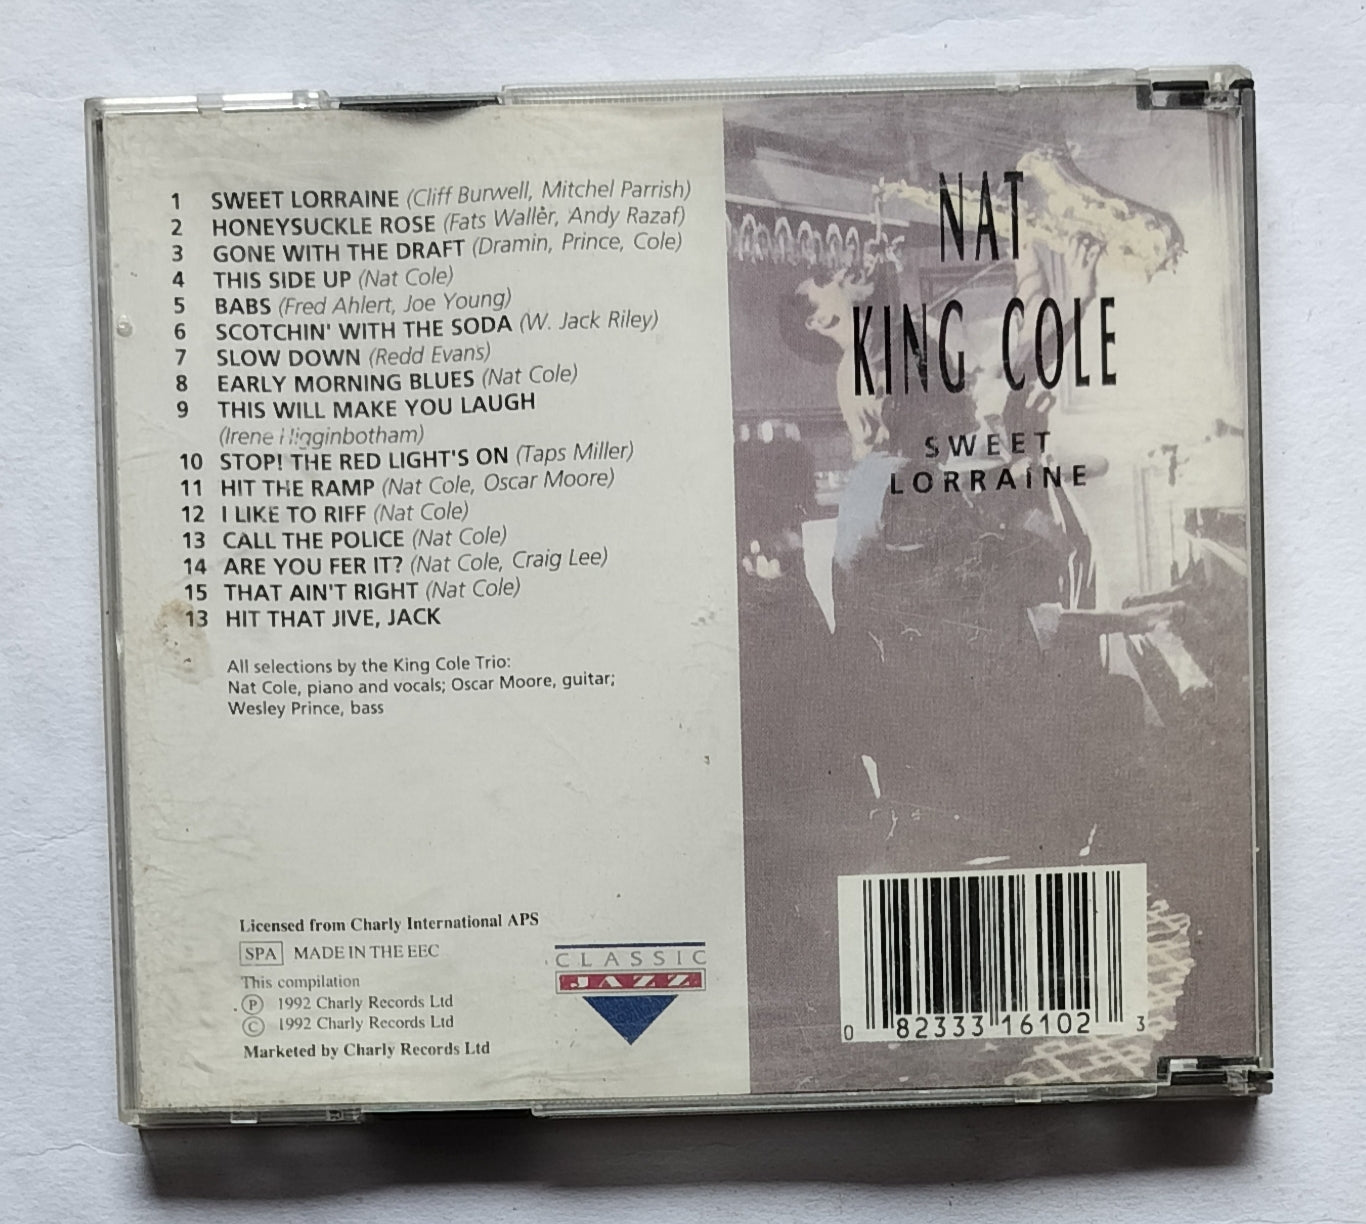 1 SWEET LORRAINE (Cliff Burwell, Mitchel Parrish)
2 HONEYSUCKLE ROSE (Fats Waller, Andy Razaf)
3 GONE WITH THE DRAFT (Dramin, Prince, Cole)
4 THIS SIDE UP (Nat Cole)
5 BABS (Fred Ahlert, Joe Young)
6 SCOTCHIN' WITH THE SODA (W. Jack Riley)
7 SLOW DOWN (Redd Evans)
8 EARLY MORNING BLUES (Nat Cole)
9 THIS WILL MAKE YOU LAUGH
(Irene Higginbotham)
10 STOP! THE RED LIGHT'S ON (Taps Miller)
11 HIT THE RAMP (Nat Cole, Oscar Moore)
12 I LIKE TO RIFF (Nat Cole)
13 CALL THE POLICE (Nat Cole)
14 ARE YOU FER IT? (Nat Cole, Craig Lee)
15 THAT AIN'T RIGHT (Nat Cole)
13 HIT THAT JIVE, JACK
All selections by the King Cole Trio:
Nat Cole, piano and vocals; Oscar Moore, guitar;
Wesley Prince, bass
Licensed from Charly International APS
SPA MADE IN THE EEC
This compilation
Ⓟ 1992 Charly Records Ltd
© 1992 Charly Records Ltd
Marketed by Charly Records Ltd
CLASSIC
JAZZ
NAT
KING COLE
SWEET
LORRAINE
0 82333 16102 3